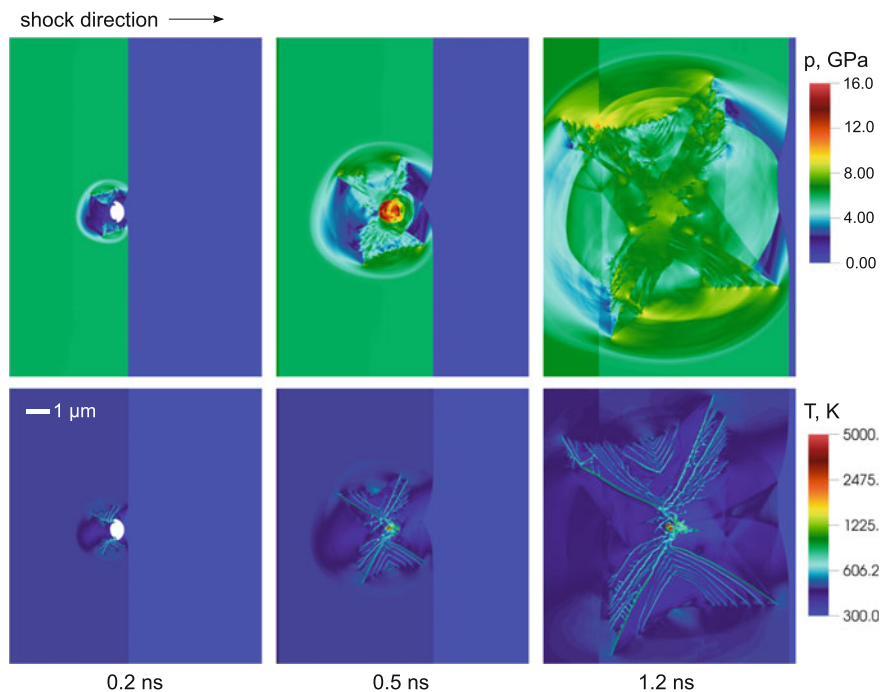 shock direction
p, GPa
16.0
12.0
8.00
4.00
0.00
1 μm
T, K
5000.
2475.
1225.
606.2
300.0
0.2 ns
0.5 ns
1.2 ns